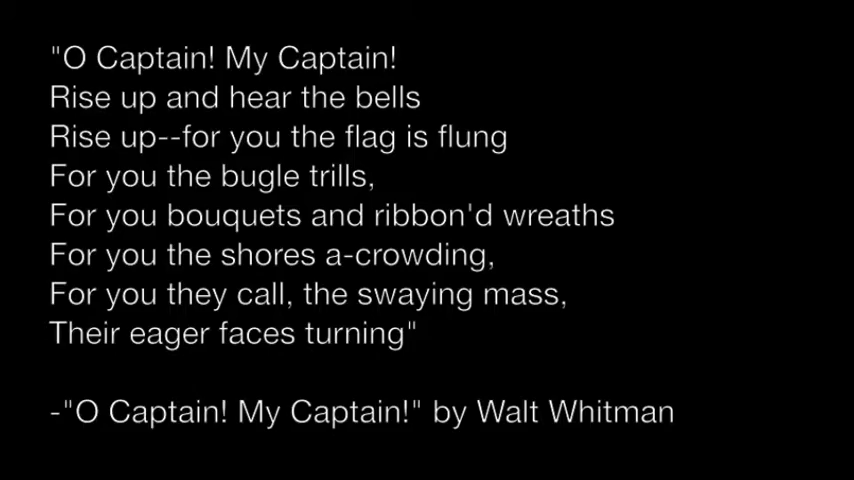 "O Captain! My Captain!
Rise up and hear the bells
Rise up--for you the flag is flung
For you the bugle trills,
For you bouquets and ribbon'd wreaths
For you the shores a-crowding,
For you they call, the swaying mass,
Their eager faces turning"
-"O Captain! My Captain!" by Walt Whitman